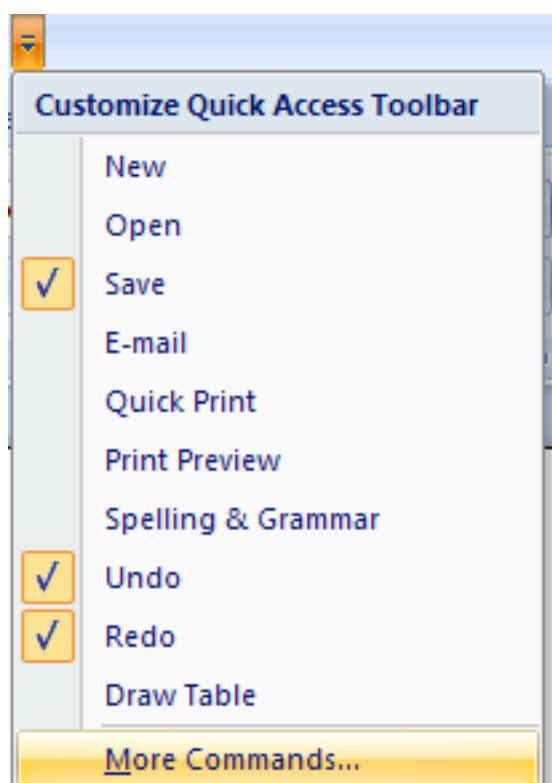 Customize Quick Access Toolbar
New
Open
Save
E-mail
Quick Print
Print Preview
Spelling & Grammar
Undo
Redo
Draw Table
More Commands...